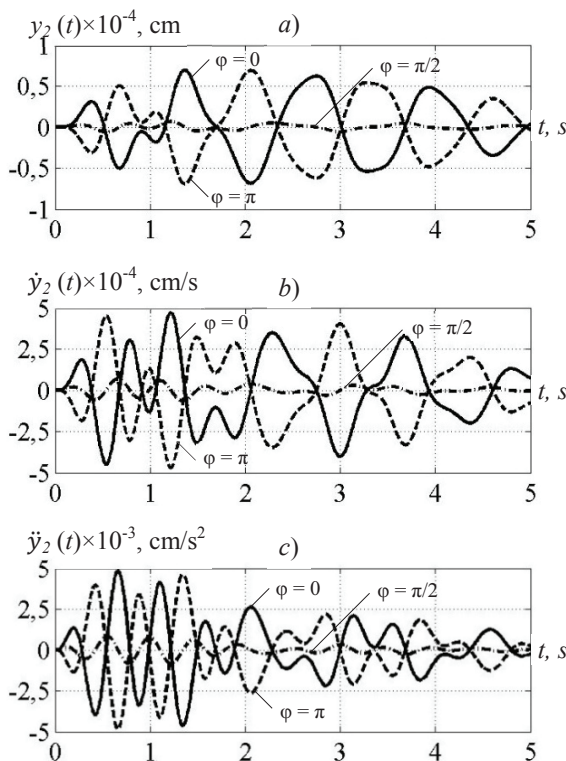 y₂ (t)×10⁻⁴, cm a)
1
φ = 0
φ = π/2
0,5
0
t, s
-0,5
φ = π
-1
0 1 2 3 4 5
ẏ₂ (t)×10⁻⁴, cm/s b)
5
φ = 0
φ = π/2
2,5
0
t, s
-2,5
φ = π
-5
0 1 2 3 4 5
ÿ₂ (t)×10⁻³, cm/s² c)
5
φ = 0
φ = π/2
2,5
0
t, s
-2,5
φ = π
-5
0 1 2 3 4 5